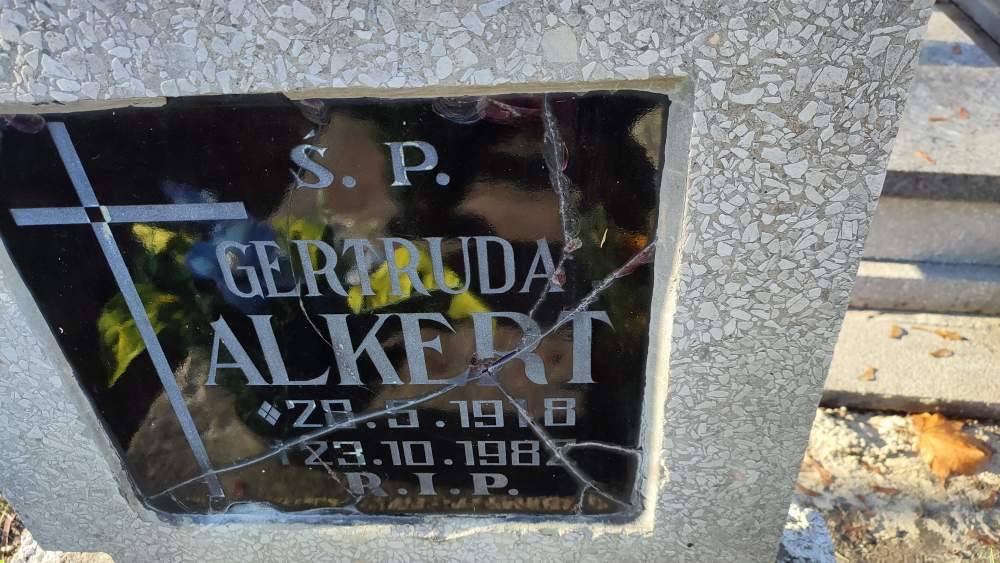 Ś. P.
GERTRUDA
ALKERT
*28.5.1918
†23.10.1982
R.I.P.